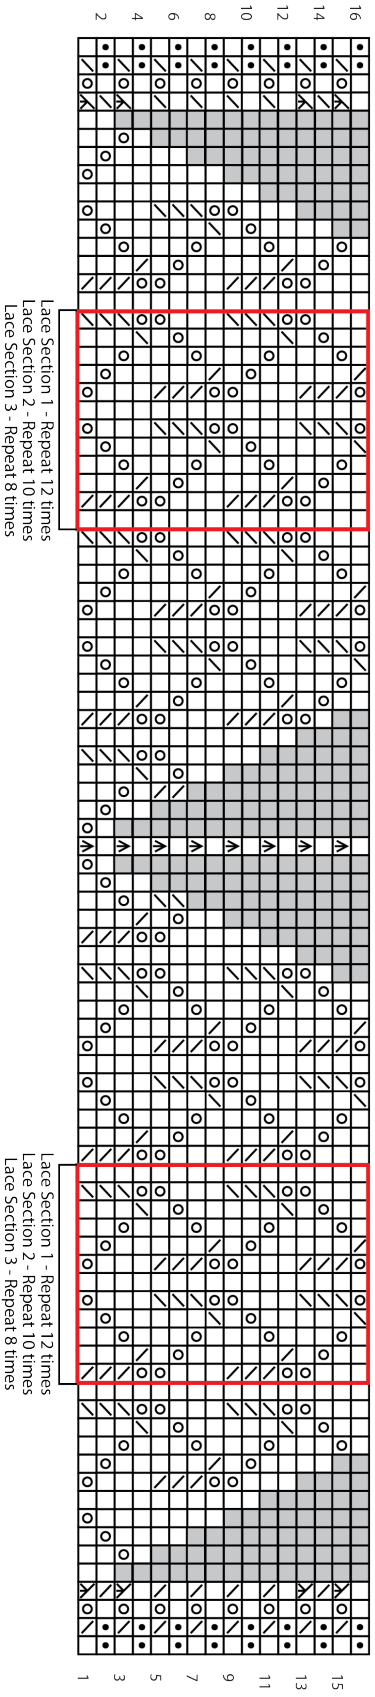 2 4 6 8 10 12 14 16
Lace Section 1 - Repeat 12 times
Lace Section 2 - Repeat 10 times
Lace Section 3 - Repeat 8 times
Lace Section 1 - Repeat 12 times
Lace Section 2 - Repeat 10 times
Lace Section 3 - Repeat 8 times
1 3 5 7 9 11 13 15